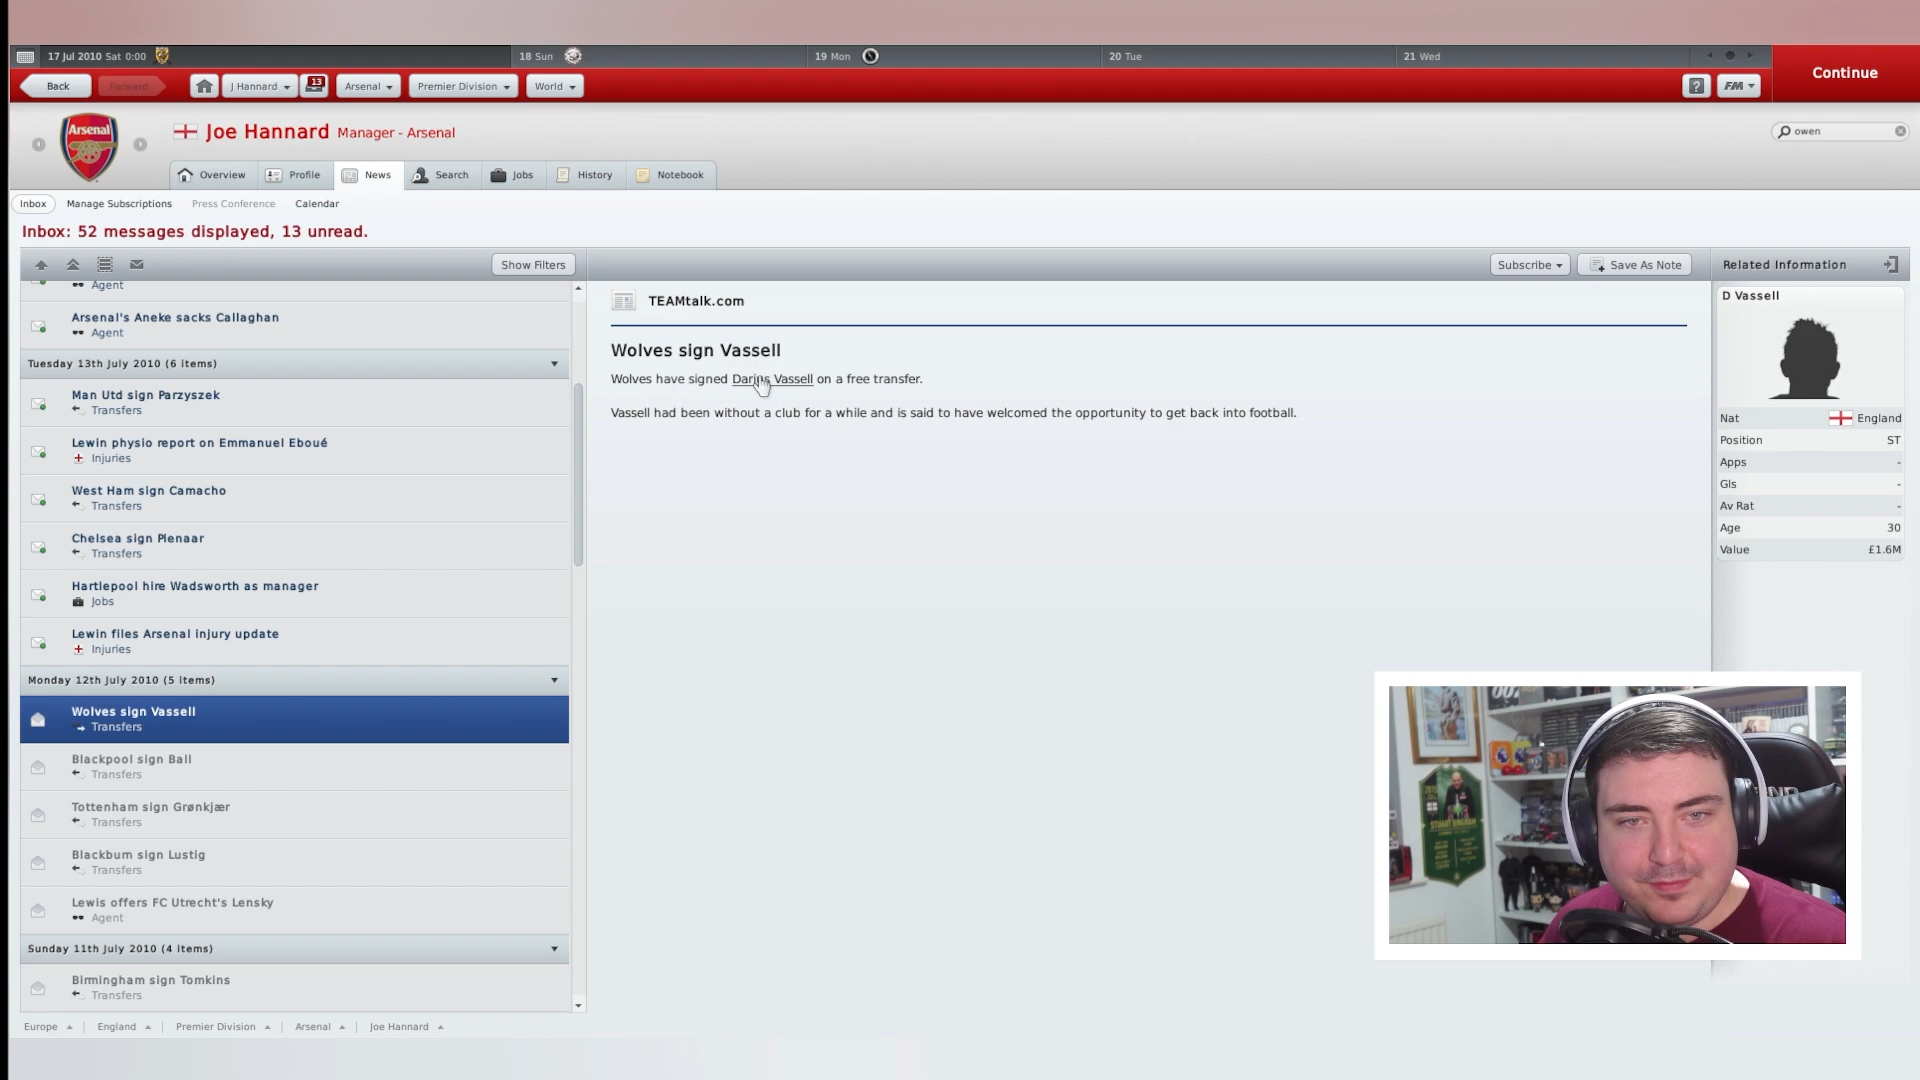 17 Jul 2010 Sat 0:00
18 Sun
19 Mon
20 Tue
21 Wed
Back
Forward
J Hannard
13
Arsenal
Premier Division
World
?
FM
Continue
Arsenal
Joe Hannard Manager - Arsenal
owen
Overview
Profile
News
Search
Jobs
History
Notebook
Inbox
Manage Subscriptions
Press Conference
Calendar
Inbox: 52 messages displayed, 13 unread.
Show Filters
Subscribe
Save As Note
Related Information
Agent
Arsenal's Aneke sacks Callaghan
Agent
Tuesday 13th July 2010 (6 items)
Man Utd sign Parzyszek
Transfers
Lewin physio report on Emmanuel Eboué
Injuries
West Ham sign Camacho
Transfers
Chelsea sign Pienaar
Transfers
Hartlepool hire Wadsworth as manager
Jobs
Lewin files Arsenal injury update
Injuries
Monday 12th July 2010 (5 items)
Wolves sign Vassell
Transfers
Blackpool sign Ball
Transfers
Tottenham sign Grønkjær
Transfers
Blackburn sign Lustig
Transfers
Lewis offers FC Utrecht's Lensky
Agent
Sunday 11th July 2010 (4 items)
Birmingham sign Tomkins
Transfers
TEAMtalk.com
Wolves sign Vassell
Wolves have signed Darius Vassell on a free transfer.
Vassell had been without a club for a while and is said to have welcomed the opportunity to get back into football.
D Vassell
Nat England
Position ST
Apps -
Gls -
Av Rat -
Age 30
Value £1.6M
007
STUART BINGHAM
Europe
England
Premier Division
Arsenal
Joe Hannard